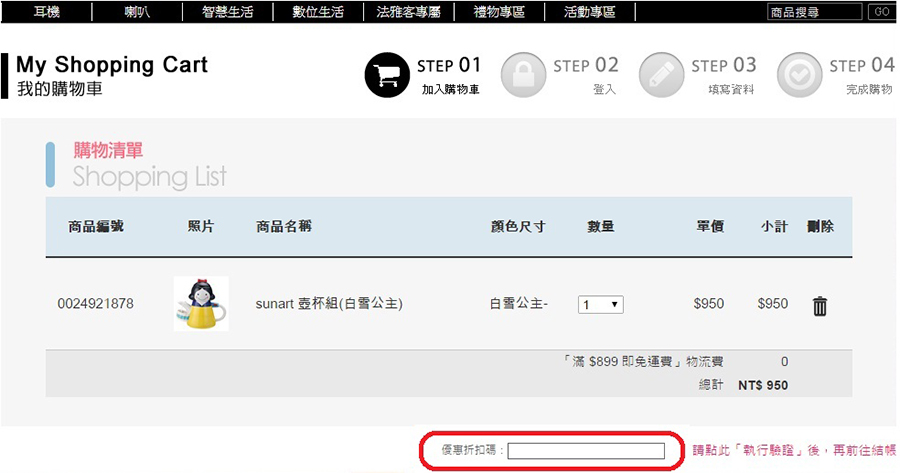 耳機 喇叭 智慧生活 數位生活 法雅客專屬 禮物專區 活動專區 商品搜尋 GO
My Shopping Cart
我的購物車
STEP 01
加入購物車
STEP 02
登入
STEP 03
填寫資料
STEP 04
完成購物
購物清單
Shopping List
商品編號 照片 商品名稱 顏色尺寸 數量 單價 小計 刪除
0024921878 sunart 壺杯組(白雪公主) 白雪公主- 1 $950 $950
「滿 $899 即免運費」物流費 0
總計 NT$ 950
優惠折扣碼： 請點此「執行驗證」後，再前往結帳